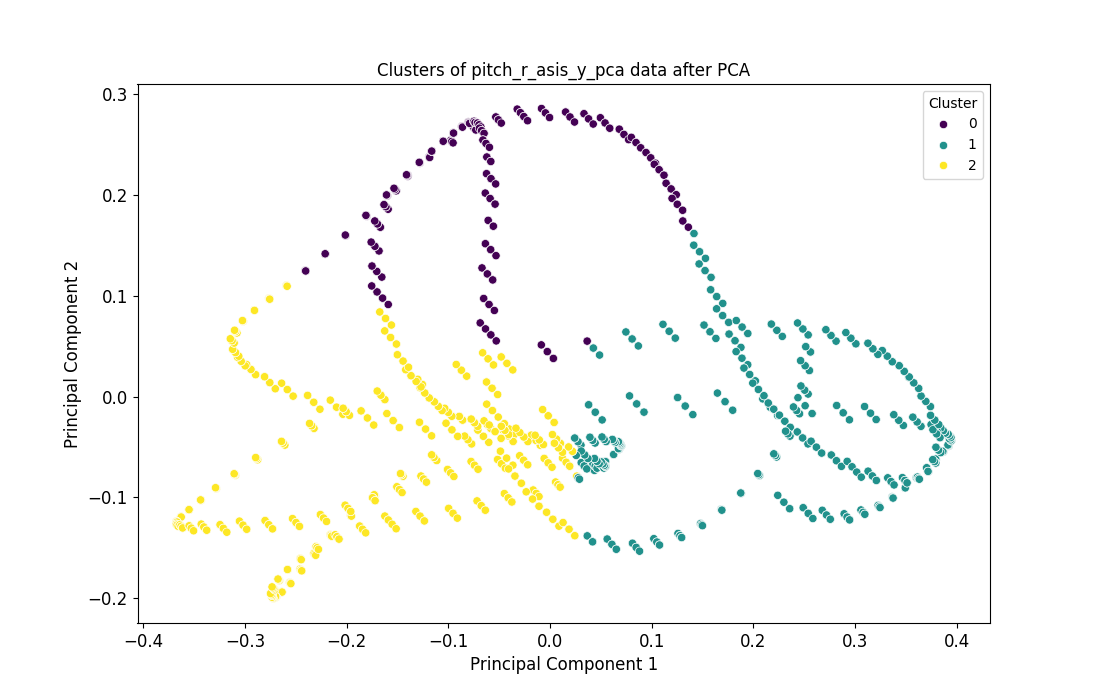 Clusters of pitch_r_asis_y_pca data after PCA
Cluster
0
1
2
0.3
0.2
0.1
0.0
−0.1
−0.2
Principal Component 2
−0.4 −0.3 −0.2 −0.1 0.0 0.1 0.2 0.3 0.4
Principal Component 1